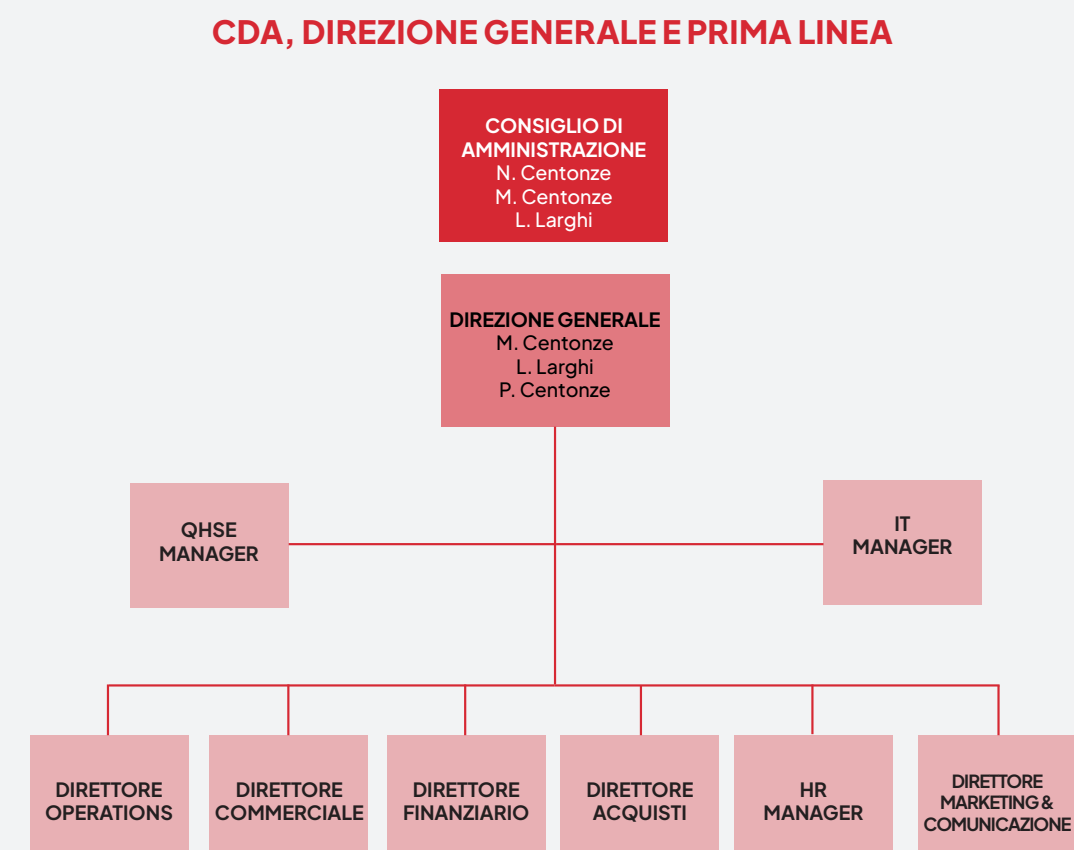 CDA, DIREZIONE GENERALE E PRIMA LINEA
CONSIGLIO DI
AMMINISTRAZIONE
N. Centonze
M. Centonze
L. Larghi
DIREZIONE GENERALE
M. Centonze
L. Larghi
P. Centonze
QHSE
MANAGER
IT
MANAGER
DIRETTORE
OPERATIONS
DIRETTORE
COMMERCIALE
DIRETTORE
FINANZIARIO
DIRETTORE
ACQUISTI
HR
MANAGER
DIRETTORE
MARKETING &
COMUNICAZIONE